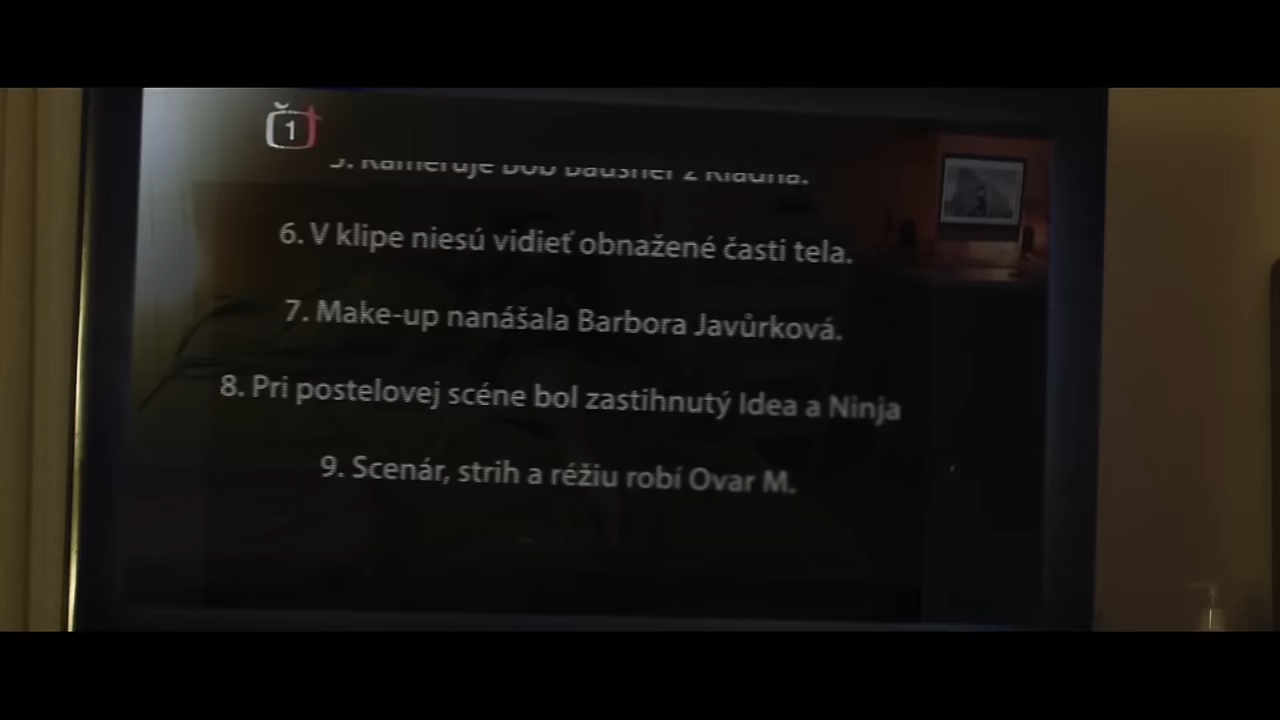 1
6. V klipe niesú vidieť obnažené časti tela.
7. Make-up nanášala Barbora Javůrková.
8. Pri postelovej scéne bol zastihnutý Idea a Ninja
9. Scenár, strih a réžiu robí Ovar M.